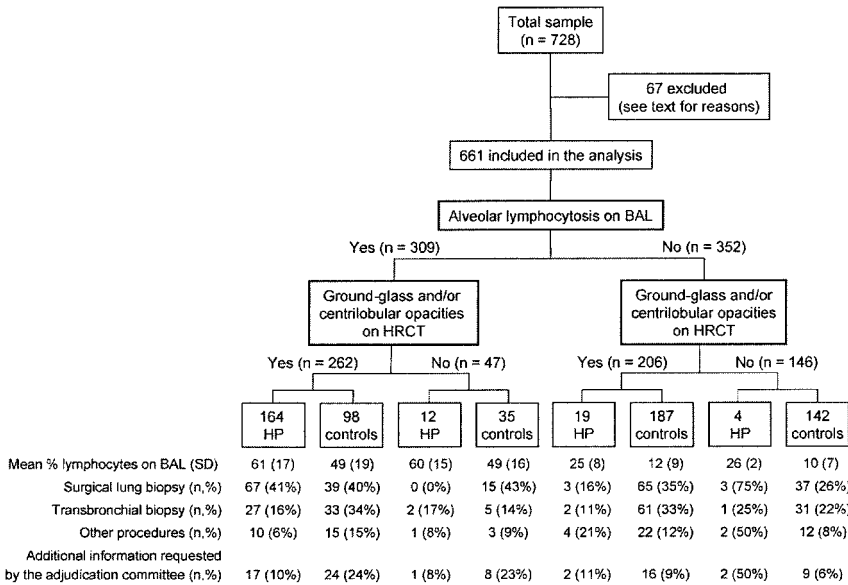 Total sample
(n = 728)
67 excluded
(see text for reasons)
661 included in the analysis
Alveolar lymphocytosis on BAL
Yes (n = 309) No (n = 352)
Ground-glass and/or
centrilobular opacities
on HRCT
Ground-glass and/or
centrilobular opacities
on HRCT
Yes (n = 262) No (n = 47) Yes (n = 206) No (n = 146)
164 HP
98 controls
12 HP
35 controls
19 HP
187 controls
4 HP
142 controls
Mean % lymphocytes on BAL (SD) 61 (17) 49 (19) 60 (15) 49 (16) 25 (8) 12 (9) 26 (2) 10 (7)
Surgical lung biopsy (n,%) 67 (41%) 39 (40%) 0 (0%) 15 (43%) 3 (16%) 65 (35%) 3 (75%) 37 (26%)
Transbronchial biopsy (n,%) 27 (16%) 33 (34%) 2 (17%) 5 (14%) 2 (11%) 61 (33%) 1 (25%) 31 (22%)
Other procedures (n,%) 10 (6%) 15 (15%) 1 (8%) 3 (9%) 4 (21%) 22 (12%) 2 (50%) 12 (8%)
Additional information requested
by the adjudication committee (n,%) 17 (10%) 24 (24%) 1 (8%) 8 (23%) 2 (11%) 16 (9%) 2 (50%) 9 (6%)